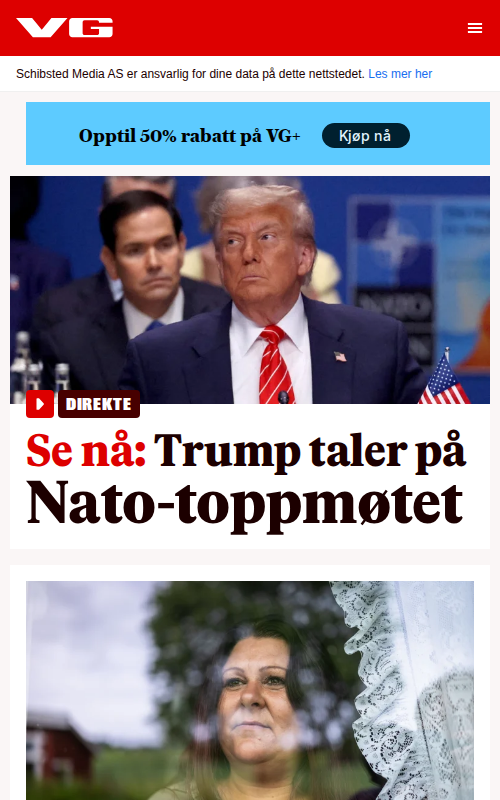 VG
Schibsted Media AS er ansvarlig for dine data på dette nettstedet. Les mer her
Opptil 50% rabatt på VG+ Kjøp nå
NATO
DIREKTE
Se nå: Trump taler på
Nato-toppmøtet